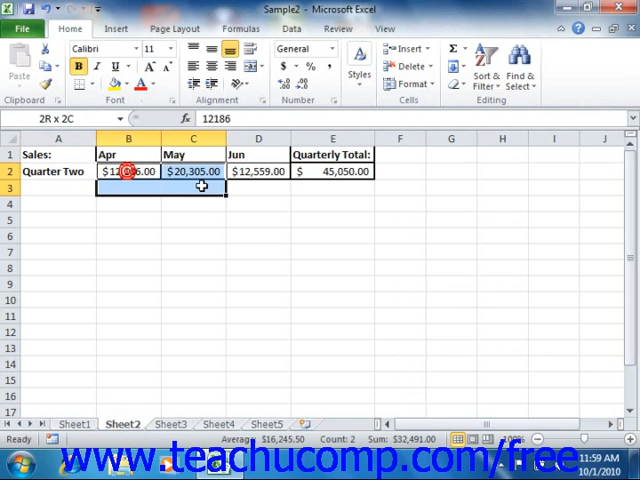 Sample2 - Microsoft Excel
File Home Insert Page Layout Formulas Data Review View
Calibri 11 General Insert Σ
Paste B I U A $ % , Delete Styles Sort & Filter Find & Select
Format
Clipboard Font Alignment Number Cells Editing
2R x 2C fx 12186
A B C D E F G H I J
1 Sales: Apr May Jun Quarterly Total:
2 Quarter Two $20,305.00 $12,559.00 $ 45,050.00
3
4
5
6
7
8
9
10
11
12
13
14
15
16
17
Sheet1 Sheet2 Sheet3 Sheet4 Sheet5
Ready Average: $16,245.50 Count: 2 Sum: $32,491.00 100%
www.teachucomp.com/free
11:59 AM
10/1/2010